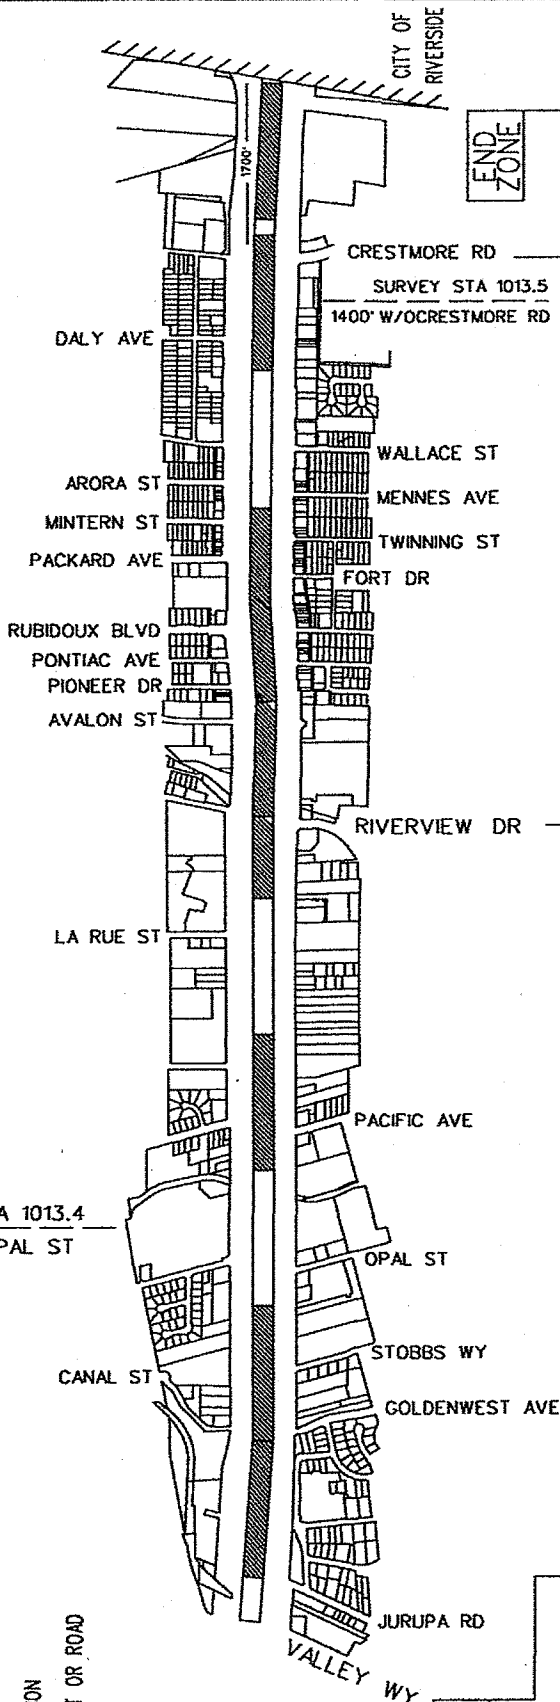 CITY OF
RIVERSIDE
1700'
END
ZONE
CRESTMORE RD
SURVEY STA 1013.5
1400' W/OCRESTMORE RD
DALY AVE
WALLACE ST
ARORA ST
MENNES AVE
MINTERN ST
TWINNING ST
PACKARD AVE
FORT DR
RUBIDOUX BLVD
PONTIAC AVE
PIONEER DR
AVALON ST
RIVERVIEW DR
LA RUE ST
PACIFIC AVE
A 1013.4
PAL ST
OPAL ST
STOBBS WY
CANAL ST
GOLDENWEST AVE
JURUPA RD
VALLEY WY
ON
T OR ROAD